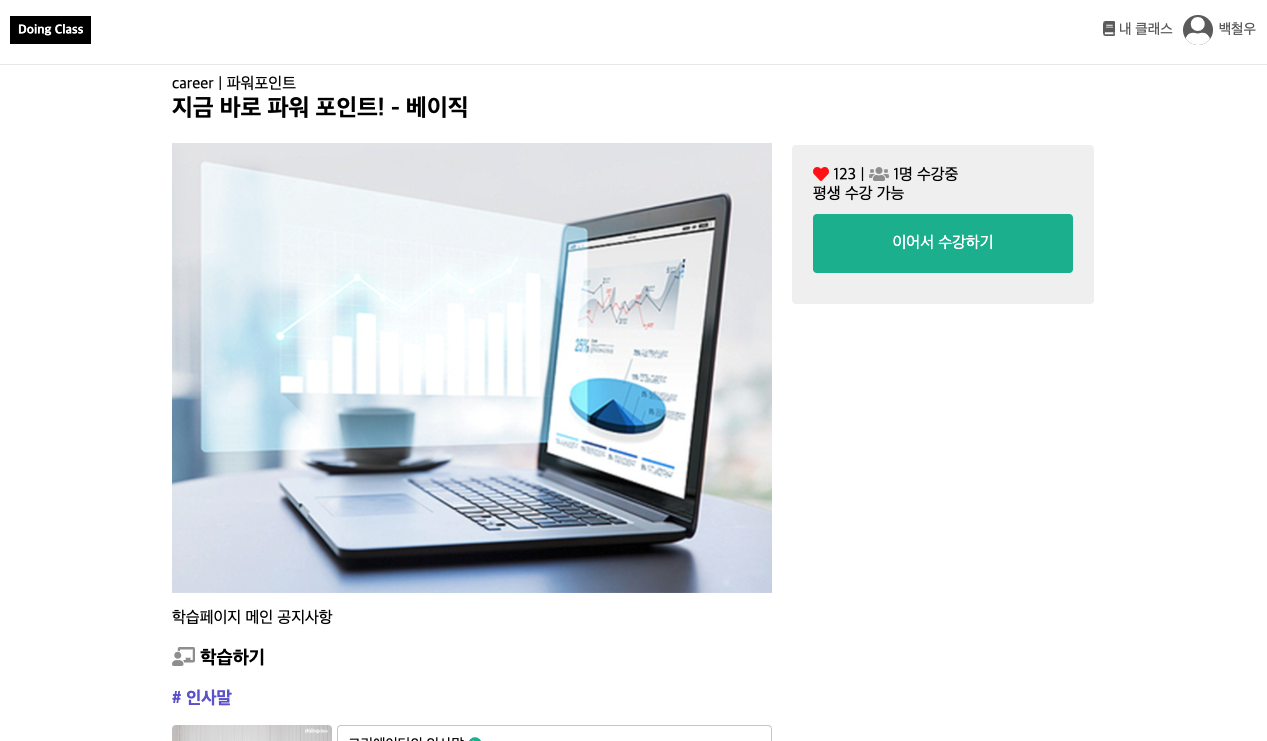 Doing Class
내 클래스
백철우
career | 파워포인트
지금 바로 파워 포인트! - 베이직
123 | 1명 수강중
평생 수강 가능
이어서 수강하기
25%
학습페이지 메인 공지사항
학습하기
# 인사말